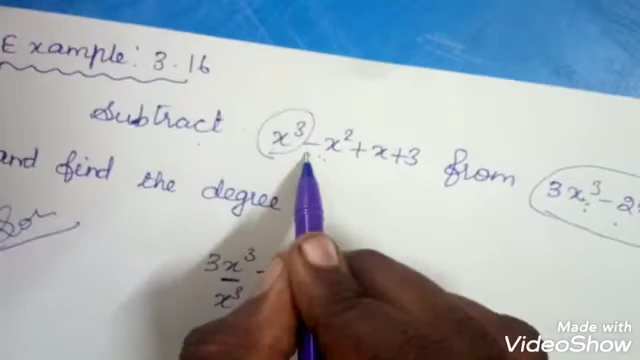 Example: 3.16
Subtract x³-x²+x+3 from 3x³-2
and find the degree
Soln
3x³-
x³
Made with
VideoShow